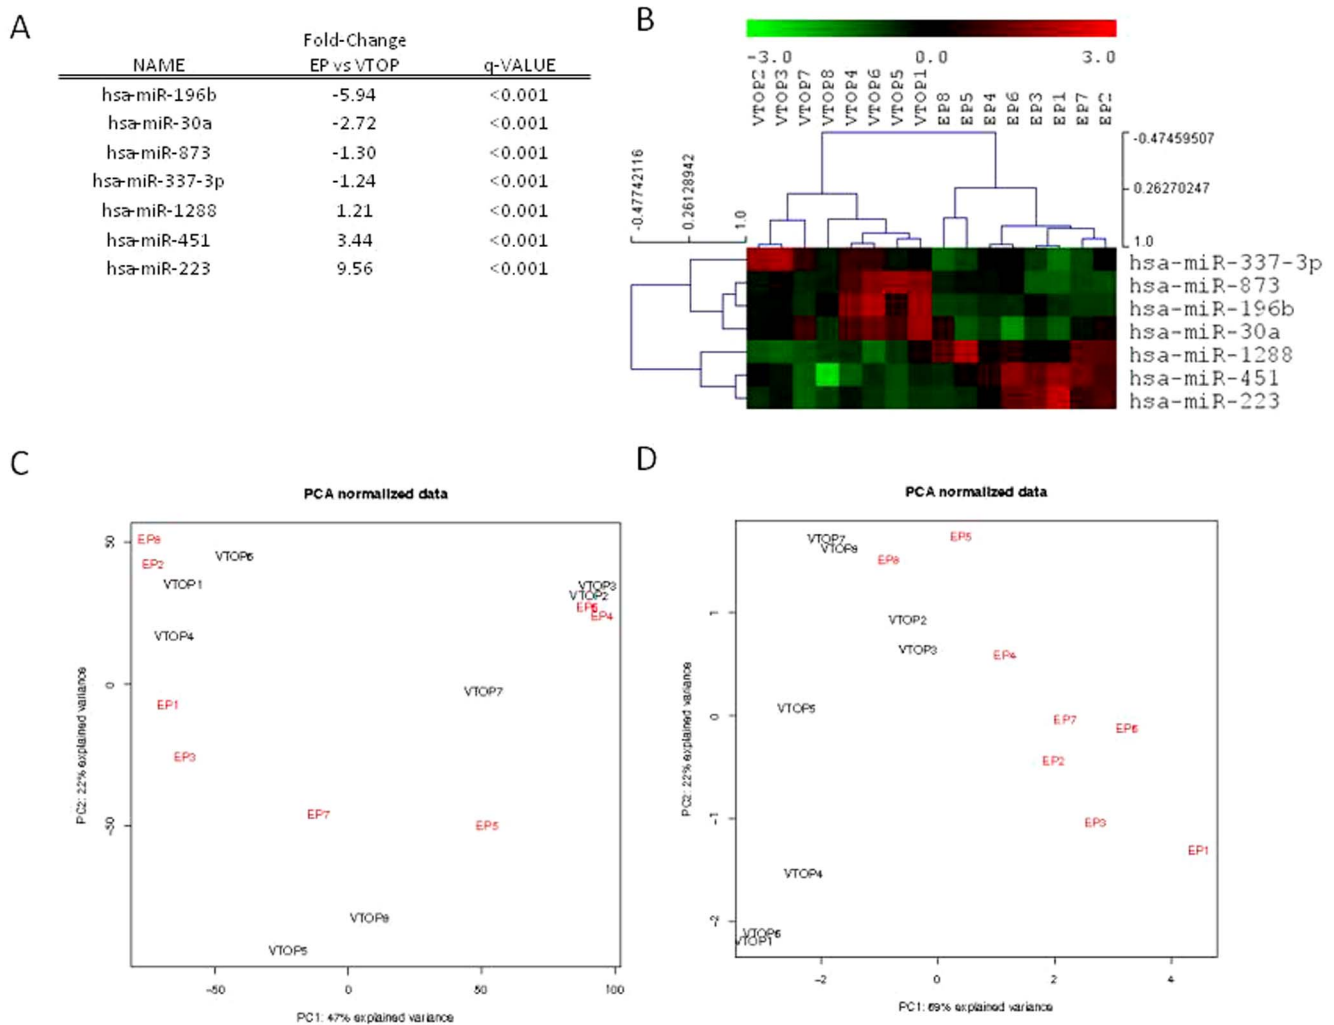 A
Fold-Change
NAME EP vs VTOP q-VALUE
hsa-miR-196b -5.94 <0.001
hsa-miR-30a -2.72 <0.001
hsa-miR-873 -1.30 <0.001
hsa-miR-337-3p -1.24 <0.001
hsa-miR-1288 1.21 <0.001
hsa-miR-451 3.44 <0.001
hsa-miR-223 9.56 <0.001
B
-3.0 0.0 3.0
VTOP2 VTOP3 VTOP7 VTOP8 VTOP4 VTOP6 VTOP5 VTOP1 EP8 EP5 EP4 EP6 EP3 EP1 EP7 EP2
-0.47459507
0.26270247
1.0
-0.47742116
0.26128942
1.0
hsa-miR-337-3p
hsa-miR-873
hsa-miR-196b
hsa-miR-30a
hsa-miR-1288
hsa-miR-451
hsa-miR-223
C
PCA normalized data
EP8
VTOP6
EP2
VTOP1
VTOP3
VTOP2
EP6
EP4
VTOP4
VTOP7
EP1
EP3
EP7
EP5
VTOP8
VTOP5
50
0
-50
PC2: 22% explained variance
-50 0 50 100
PC1: 47% explained variance
D
PCA normalized data
VTOP7
VTOP8
EP5
EP8
VTOP2
VTOP3
EP4
VTOP5
EP7
EP6
EP2
EP3
EP1
VTOP4
VTOP6
VTOP1
1
0
-1
-2
PC2: 22% explained variance
-2 0 2 4
PC1: 69% explained variance